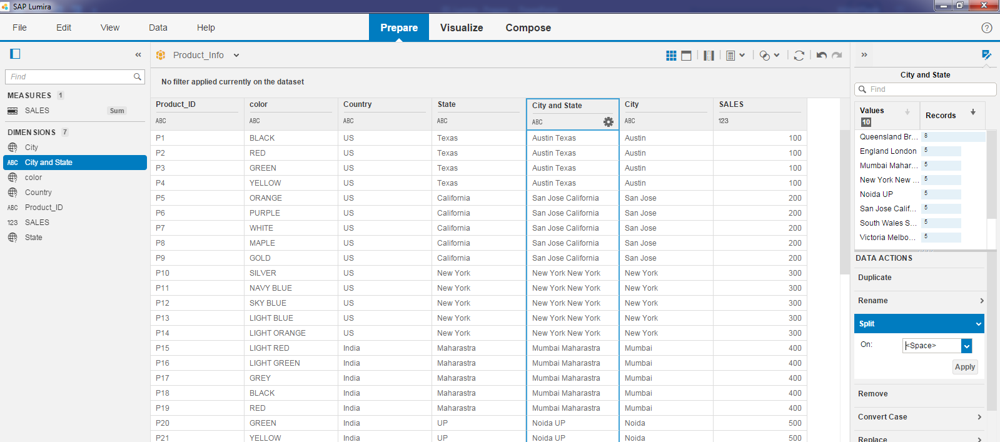 SAP Lumira
File Edit View Data Help Prepare Visualize Compose
Find
MEASURES 1
SALES Sum
DIMENSIONS 7
City
ABC City and State
color
Country
ABC Product_ID
123 SALES
State
Product_Info
No filter applied currently on the dataset
Product_ID color Country State City and State City SALES
ABC ABC ABC ABC ABC ABC 123
P1 BLACK US Texas Austin Texas Austin 100
P2 RED US Texas Austin Texas Austin 100
P3 GREEN US Texas Austin Texas Austin 100
P4 YELLOW US Texas Austin Texas Austin 100
P5 ORANGE US California San Jose California San Jose 200
P6 PURPLE US California San Jose California San Jose 200
P7 WHITE US California San Jose California San Jose 200
P8 MAPLE US California San Jose California San Jose 200
P9 GOLD US California San Jose California San Jose 200
P10 SILVER US New York New York New York New York 300
P11 NAVY BLUE US New York New York New York New York 300
P12 SKY BLUE US New York New York New York New York 300
P13 LIGHT BLUE US New York New York New York New York 300
P14 LIGHT ORANGE US New York New York New York New York 300
P15 LIGHT RED India Maharastra Mumbai Maharastra Mumbai 400
P16 LIGHT GREEN India Maharastra Mumbai Maharastra Mumbai 400
P17 GREY India Maharastra Mumbai Maharastra Mumbai 400
P18 BLACK India Maharastra Mumbai Maharastra Mumbai 400
P19 RED India Maharastra Mumbai Maharastra Mumbai 400
P20 GREEN India UP Noida UP Noida 500
P21 YELLOW India UP Noida UP Noida 500
City and State
Find
Values Records
10
Queensland Br... 8
England London 5
Mumbai Mahar... 5
New York New ... 5
Noida UP 5
San Jose Calif... 5
South Wales S... 5
Victoria Melbo... 5
DATA ACTIONS
Duplicate
Rename
Split
On: <Space>
Apply
Remove
Convert Case
Replace